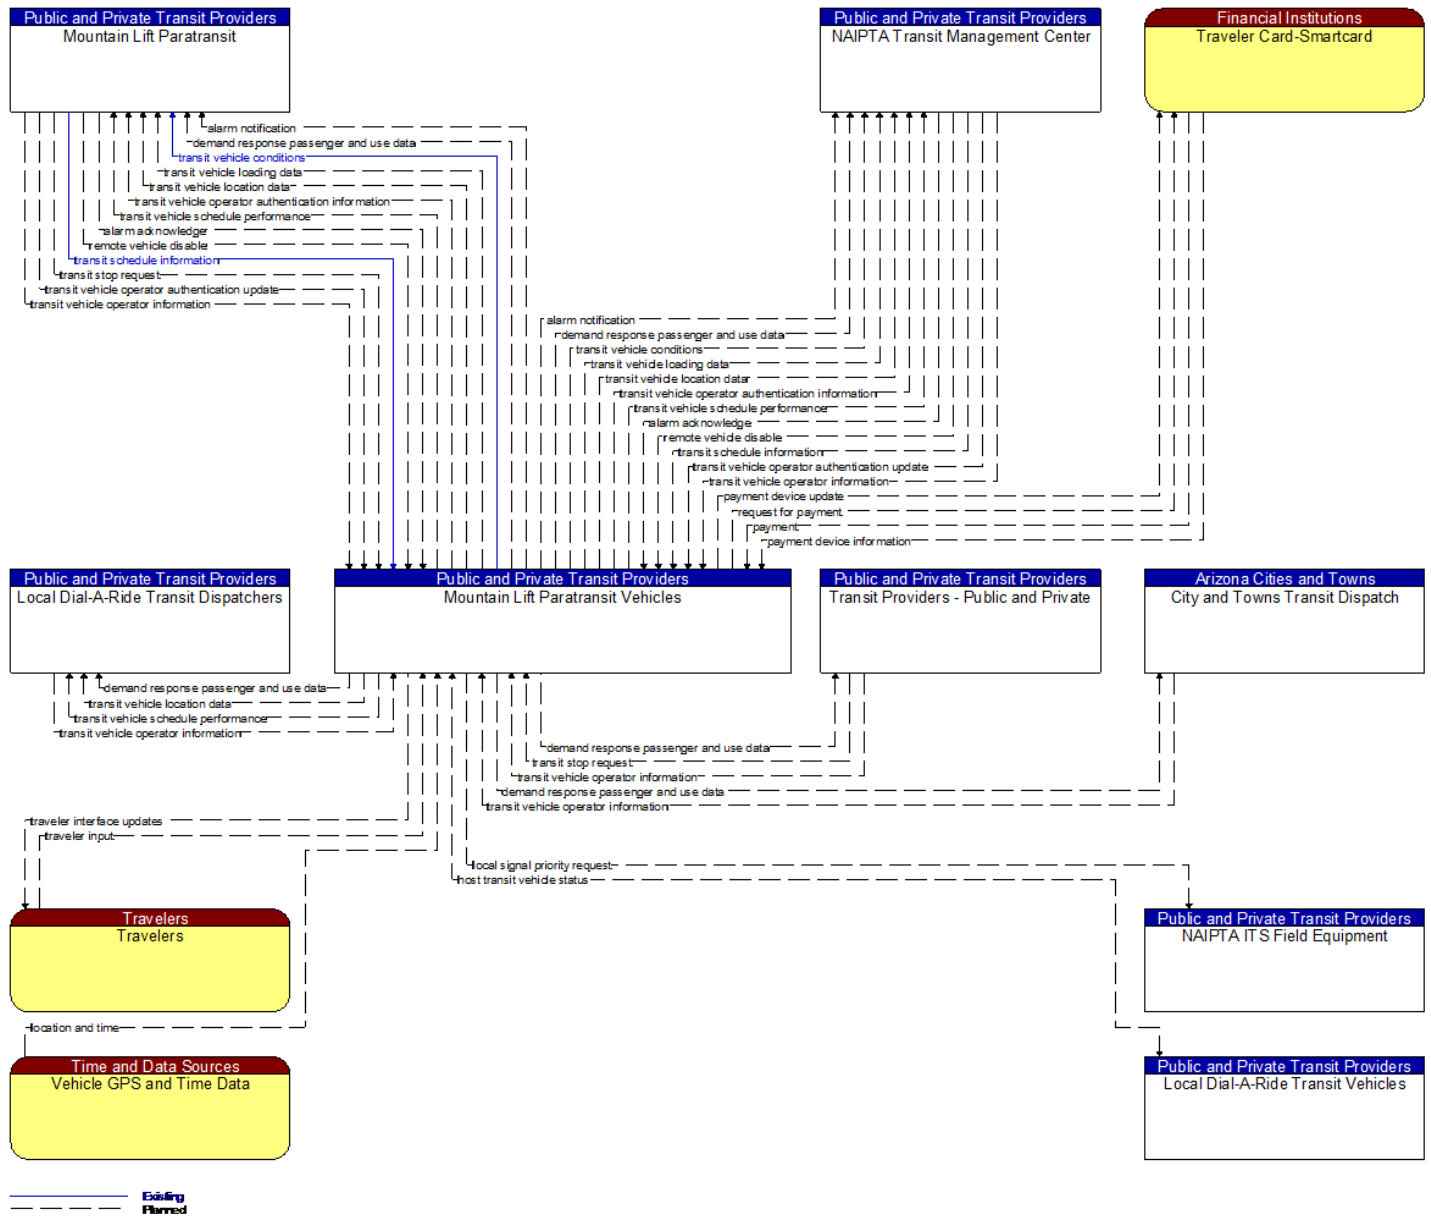 Public and Private Transit Providers
Mountain Lift Paratransit
Public and Private Transit Providers
NAIPTA Transit Management Center
Financial Institutions
Traveler Card-Smartcard
alarm notification
demand response passenger and use data
transit vehicle conditions
transit vehicle loading data
transit vehicle location data
transit vehicle operator authentication information
transit vehicle schedule performance
alarm acknowledge
remote vehicle disable
transit schedule information
transit stop request
transit vehicle operator authentication update
transit vehicle operator information
alarm notification
demand response passenger and use data
transit vehicle conditions
transit vehicle loading data
transit vehicle location data
transit vehicle operator authentication information
transit vehicle schedule performance
alarm acknowledge
remote vehicle disable
transit schedule information
transit vehicle operator authentication update
transit vehicle operator information
payment device update
request for payment
payment
payment device information
Public and Private Transit Providers
Local Dial-A-Ride Transit Dispatchers
Public and Private Transit Providers
Mountain Lift Paratransit Vehicles
Public and Private Transit Providers
Transit Providers - Public and Private
Arizona Cities and Towns
City and Towns Transit Dispatch
demand response passenger and use data
transit vehicle location data
transit vehicle schedule performance
transit vehicle operator information
demand response passenger and use data
transit stop request
transit vehicle operator information
demand response passenger and use data
transit vehicle operator information
traveler interface updates
traveler input
local signal priority request
host transit vehicle status
Travelers
Travelers
Public and Private Transit Providers
NAIPTA ITS Field Equipment
location and time
Time and Data Sources
Vehicle GPS and Time Data
Public and Private Transit Providers
Local Dial-A-Ride Transit Vehicles
Existing
Planned